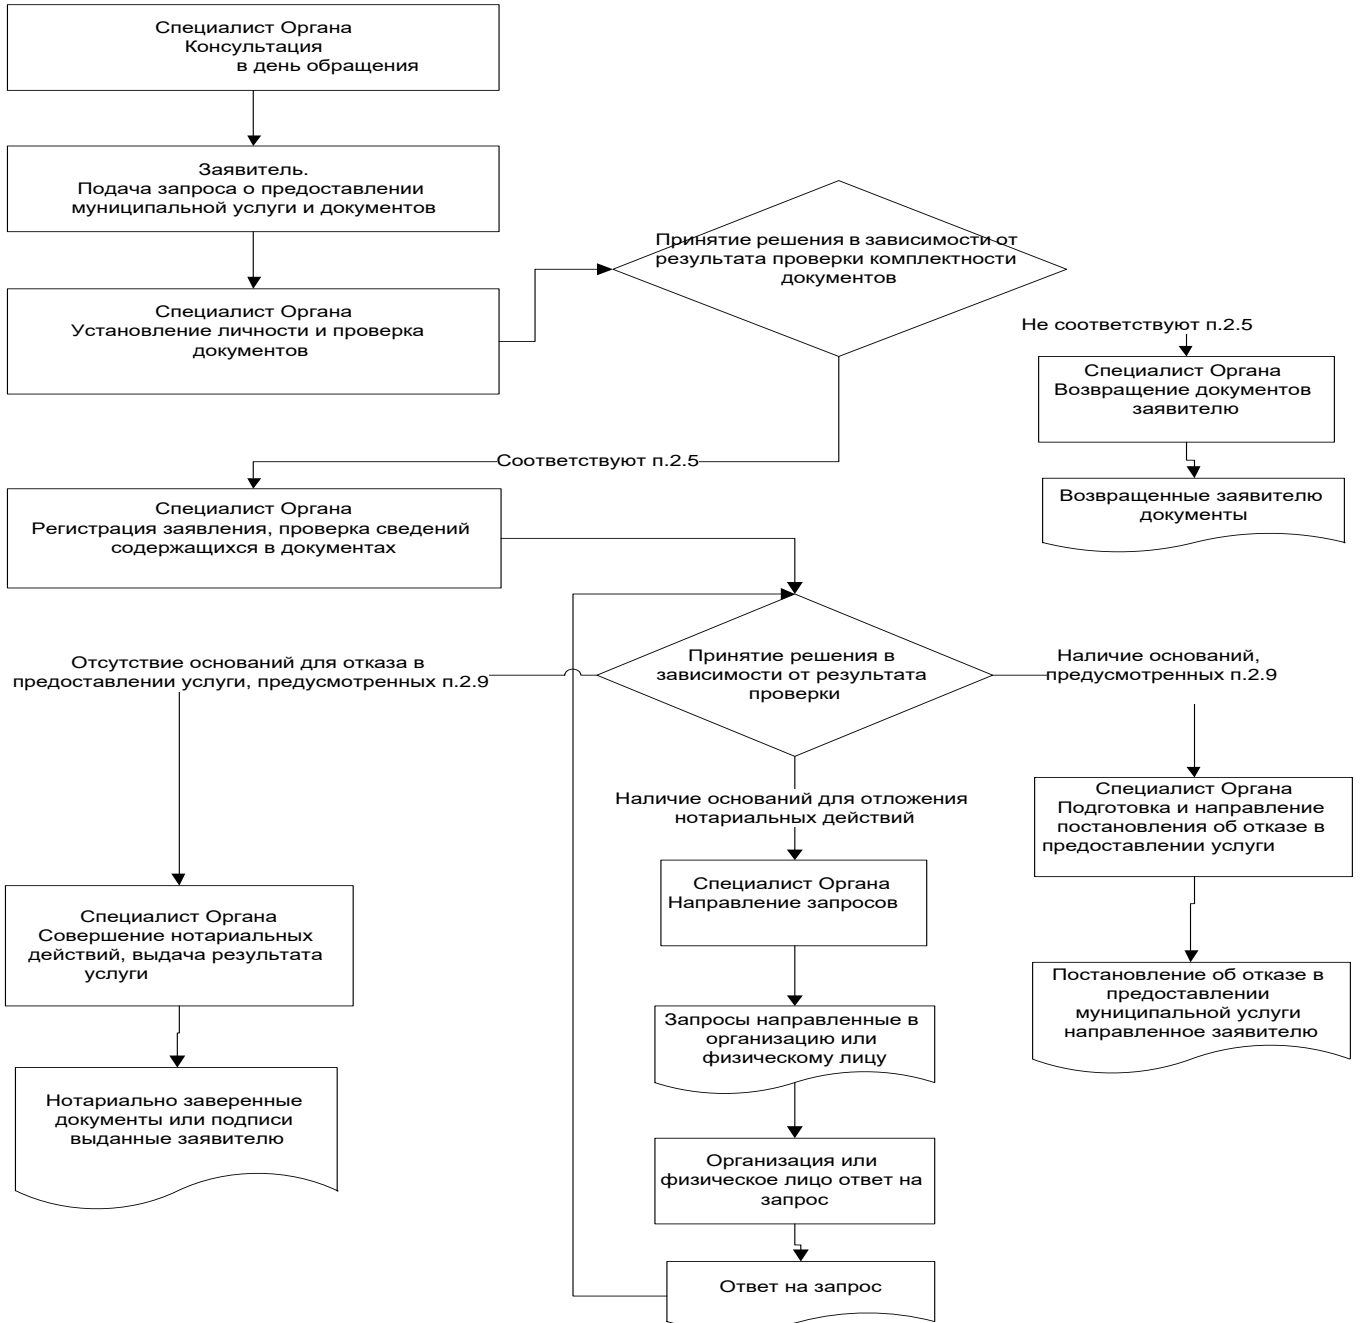 Специалист Органа
Консультация
в день обращения
Заявитель.
Подача запроса о предоставлении
муниципальной услуги и документов
Специалист Органа
Установление личности и проверка
документов
Принятие решения в зависимости от
результата проверки комплектности
документов
Не соответствуют п.2.5
Специалист Органа
Возвращение документов
заявителю
Возвращенные заявителю
документы
Соответствуют п.2.5
Специалист Органа
Регистрация заявления, проверка сведений
содержащихся в документах
Принятие решения в
зависимости от результата
проверки
Отсутствие оснований для отказа в
предоставлении услуги, предусмотренных п.2.9
Наличие оснований,
предусмотренных п.2.9
Наличие оснований для отложения
нотариальных действий
Специалист Органа
Подготовка и направление
постановления об отказе в
предоставлении услуги
Специалист Органа
Направление запросов
Специалист Органа
Совершение нотариальных
действий, выдача результата
услуги
Постановление об отказе в
предоставлении
муниципальной услуги
направленное заявителю
Запросы направленные в
организацию или
физическому лицу
Нотариально заверенные
документы или подписи
выданные заявителю
Организация или
физическое лицо ответ на
запрос
Ответ на запрос